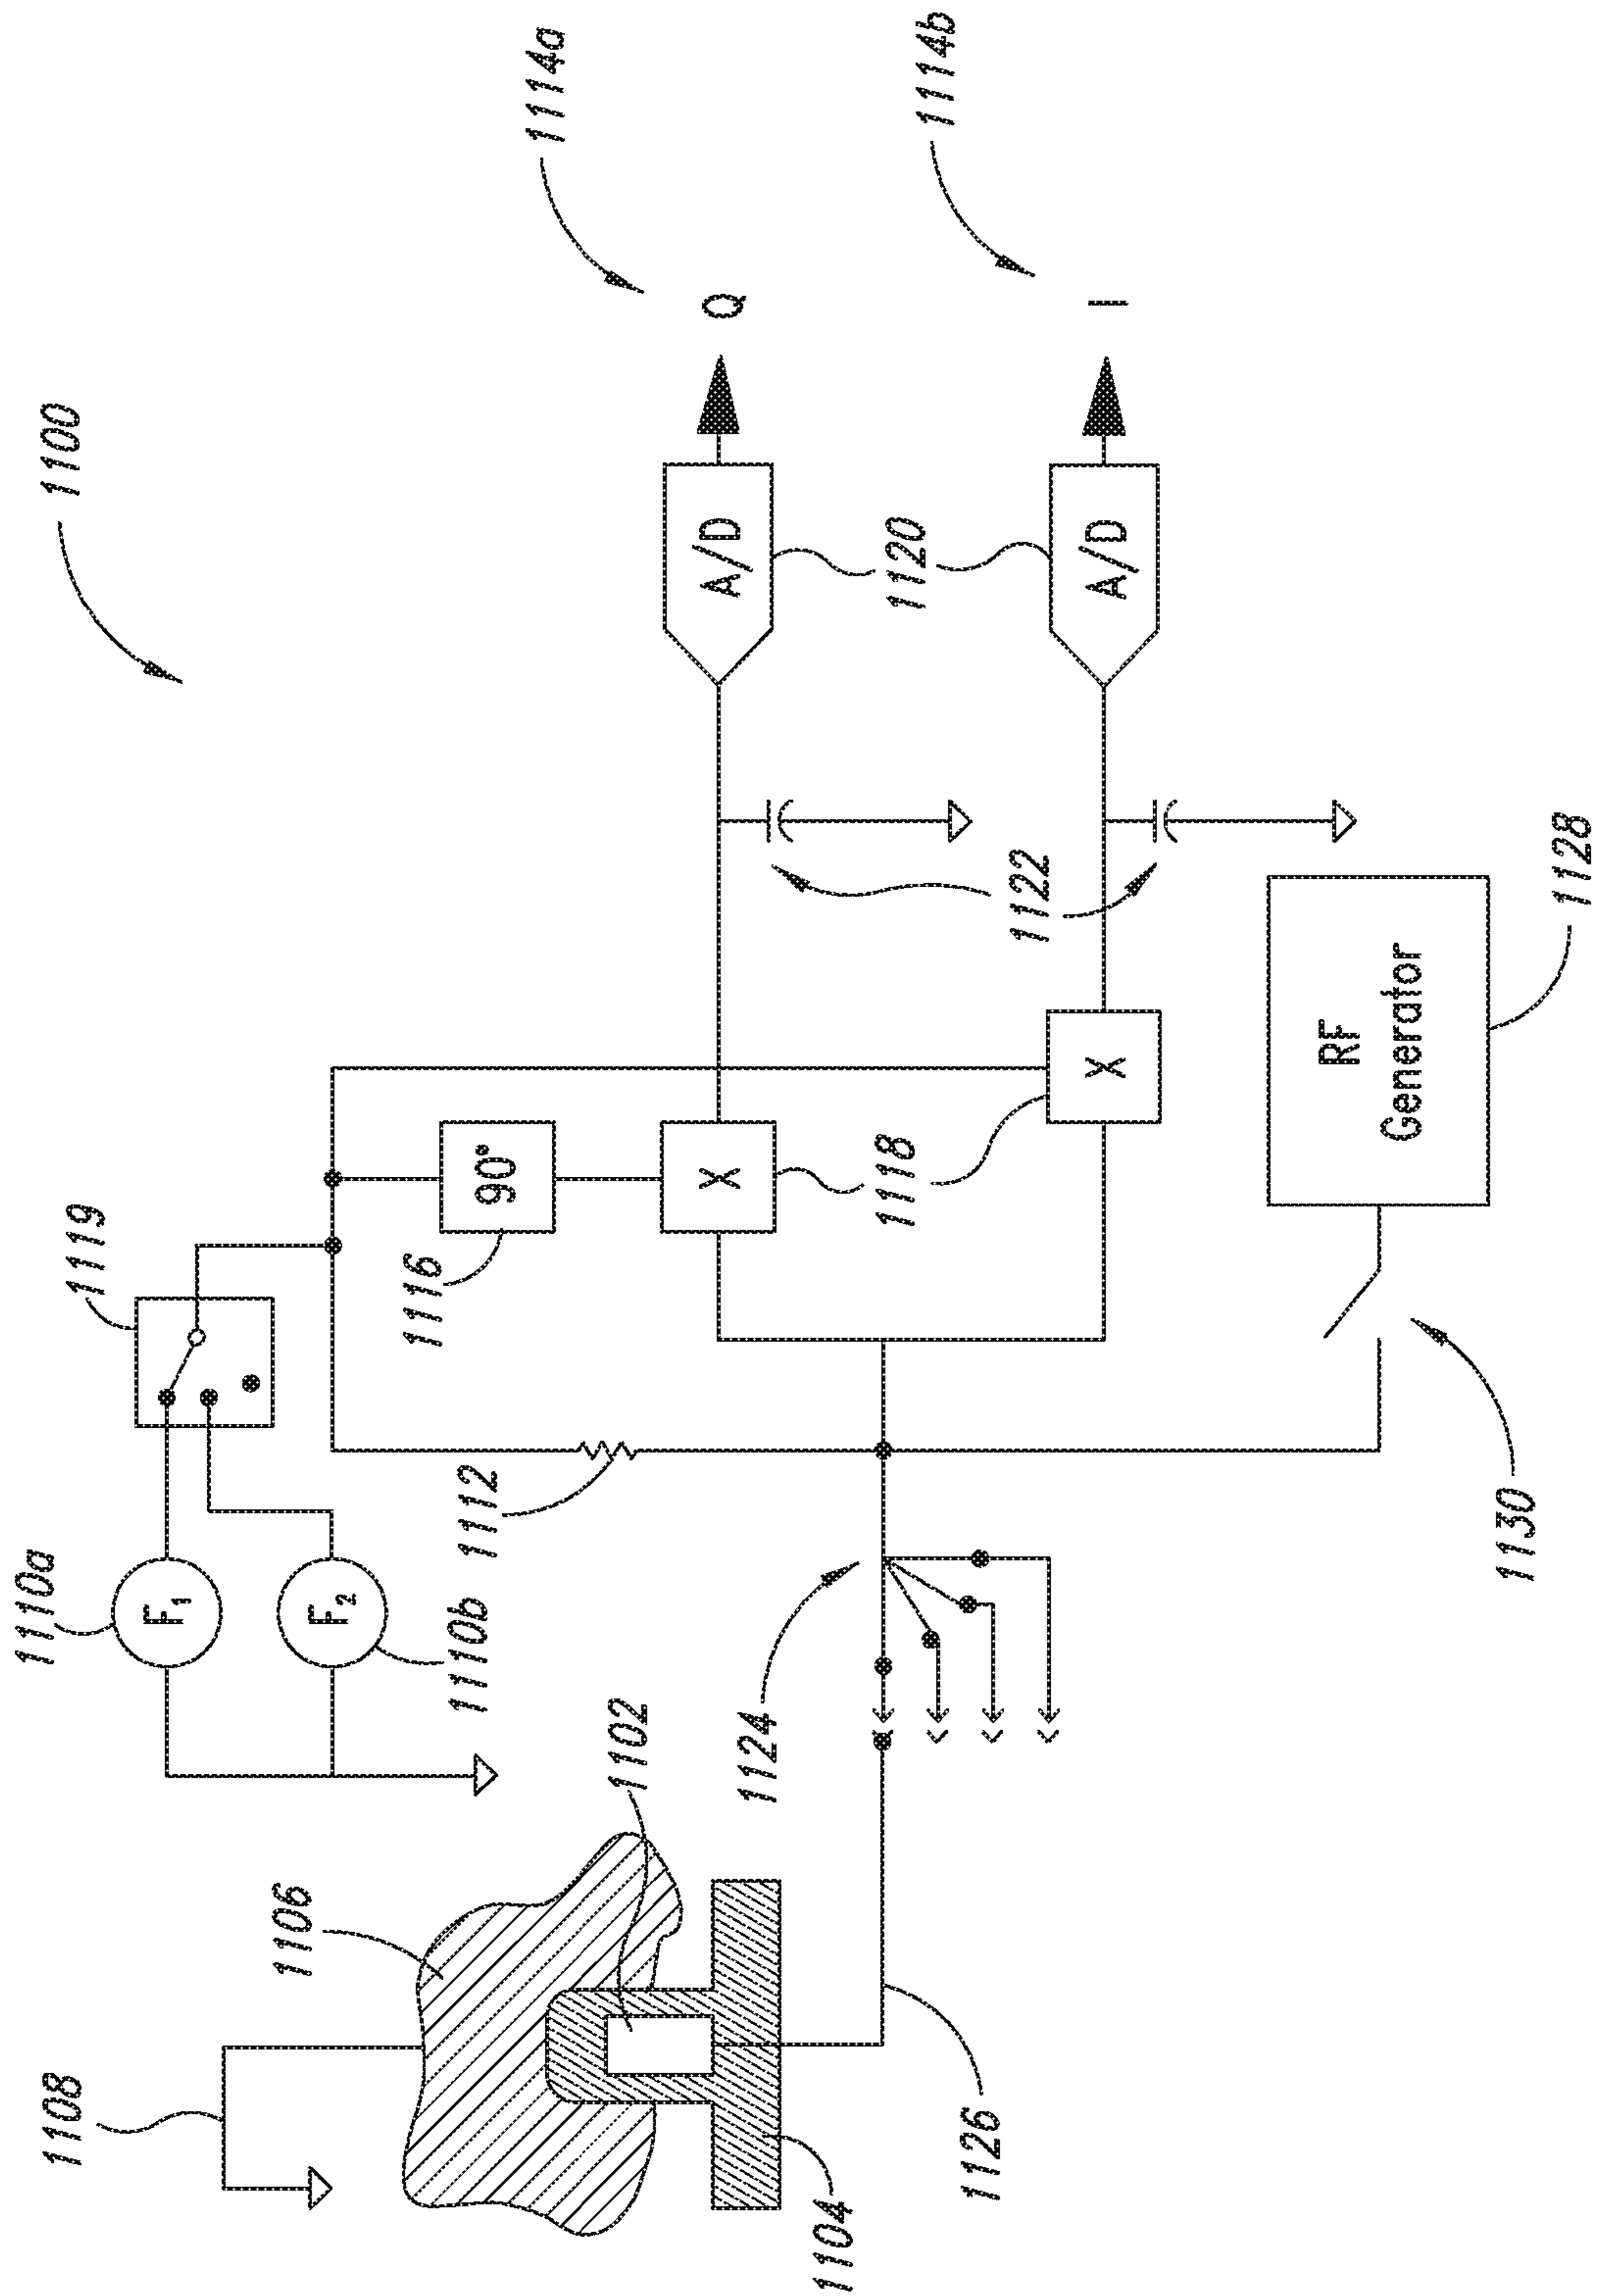 1100
1108
1106
1102
1104
1126
1110a
F₁
F₂
1110b
1119
1112
1124
1116
90°
X
X
1118
1122
A/D
A/D
1120
Q
1114a
I
1114b
RF
Generator
1128
1130